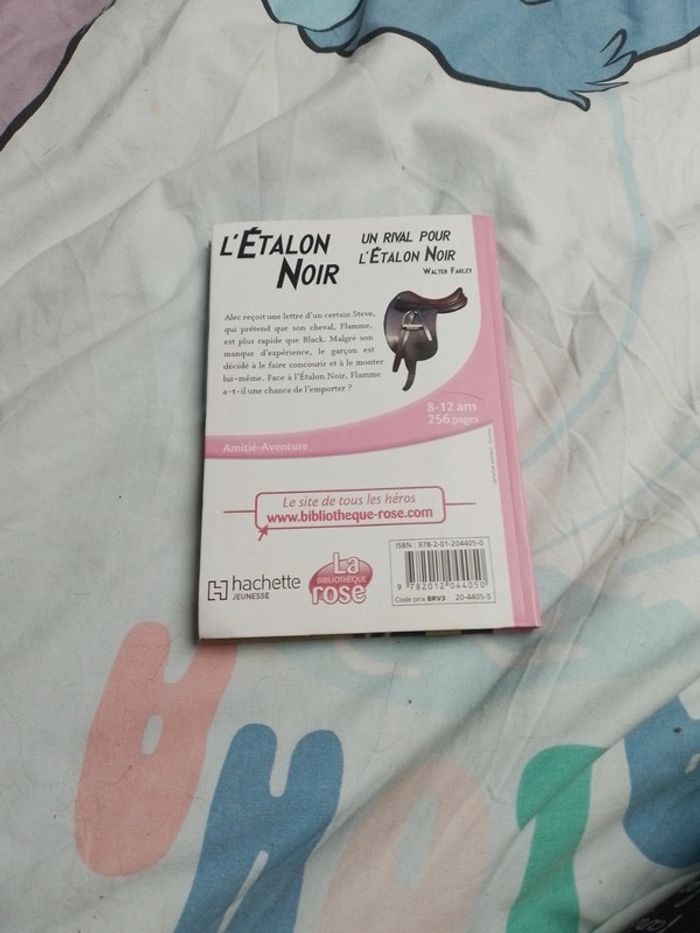 L'ÉTALON
NOIR
UN RIVAL POUR
L'ÉTALON NOIR
WALTER FARLEY
Alec reçoit une lettre d'un certain Steve,
qui prétend que son cheval, Flamme,
est plus rapide que Black. Malgré son
manque d'expérience, le garçon est
décidé à le faire concourir et à le monter
lui-même. Face à l'Étalon Noir, Flamme
a-t-il une chance de l'emporter ?
8-12 ans
256 pages
Amitié-Aventure
Le site de tous les héros
www.bibliotheque-rose.com
hachette
JEUNESSE
La
BIBLIOTHÈQUE
rose
ISBN : 978-2-01-204405-0
9 782012 044050
Code prix BRV3 20-4405-5